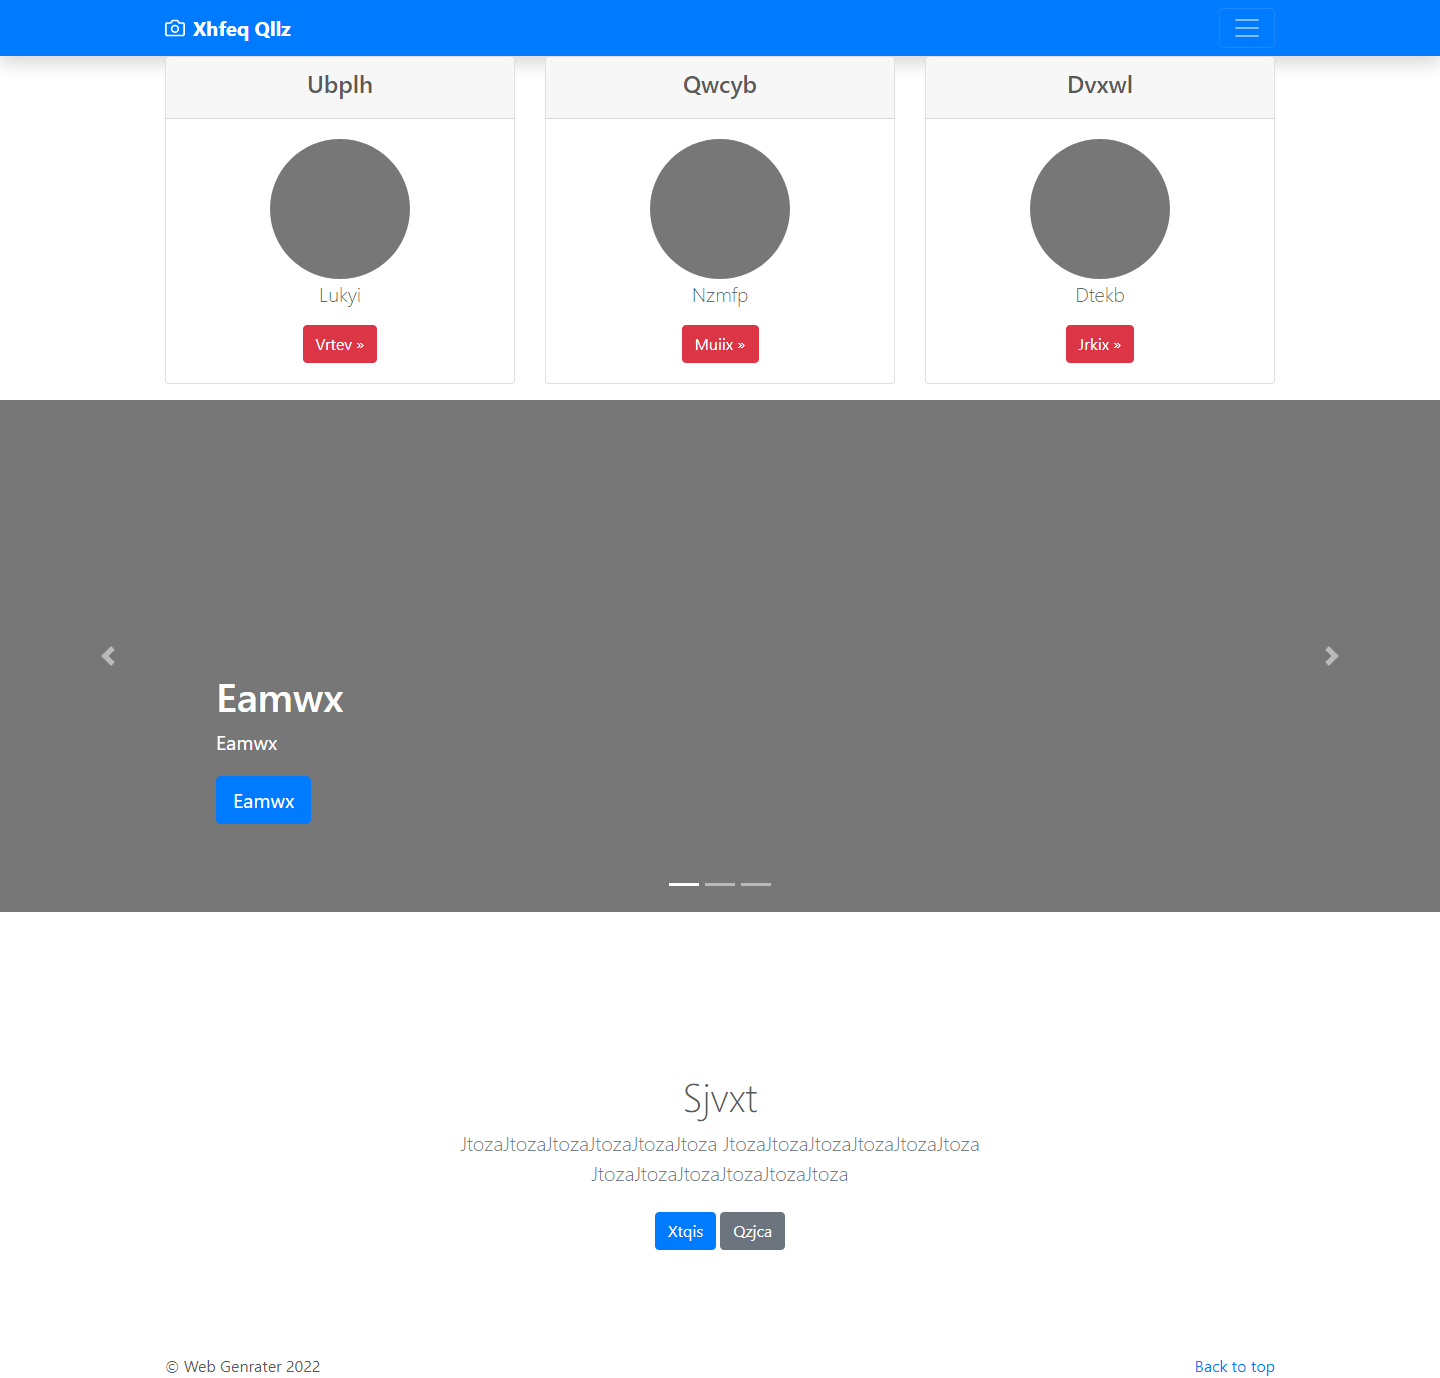 Xhfeq Qllz
Ubplh
Qwcyb
Dvxwl
Lukyi
Nzmfp
Dtekb
Vrtev »
Muiix »
Jrkix »
Eamwx
Eamwx
Eamwx
Sjvxt
JtozaJtozaJtozaJtozaJtozaJtoza JtozaJtozaJtozaJtozaJtozaJtoza
JtozaJtozaJtozaJtozaJtozaJtoza
Xtqis
Qzjca
© Web Genrater 2022
Back to top